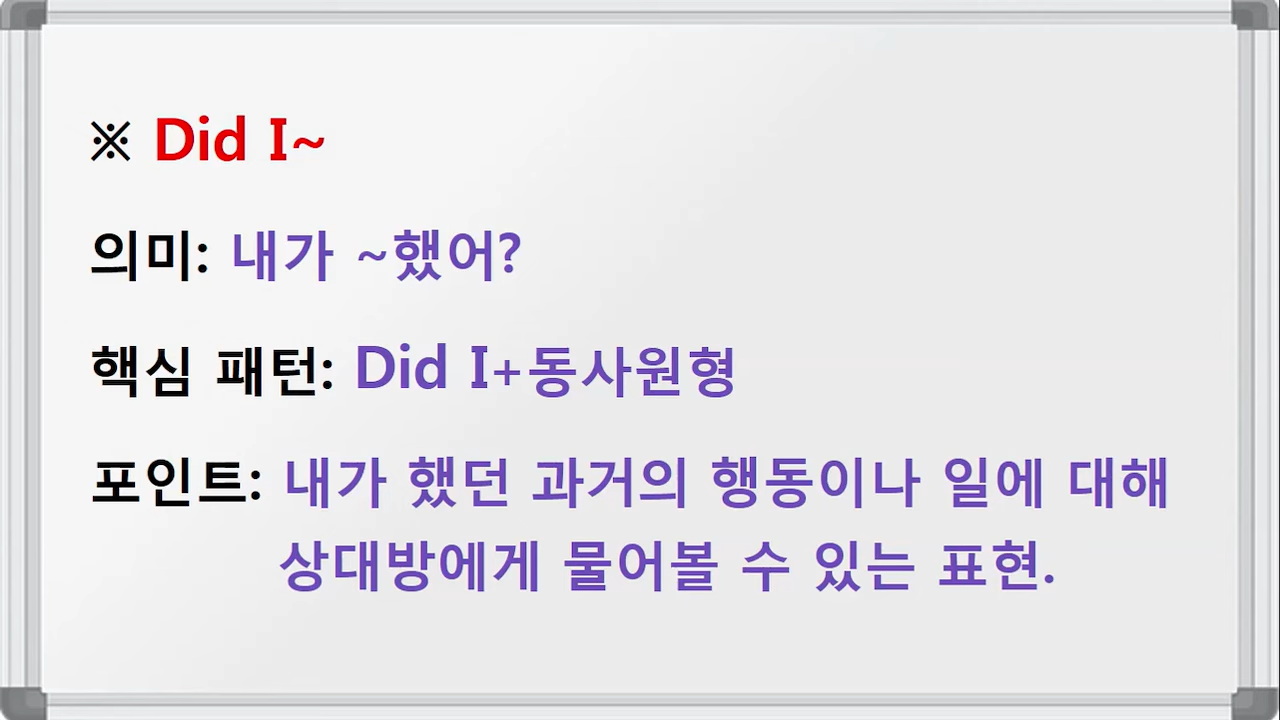 ※ Did I~
의미: 내가 ~했어?
핵심 패턴: Did I+동사원형
포인트: 내가 했던 과거의 행동이나 일에 대해
상대방에게 물어볼 수 있는 표현.